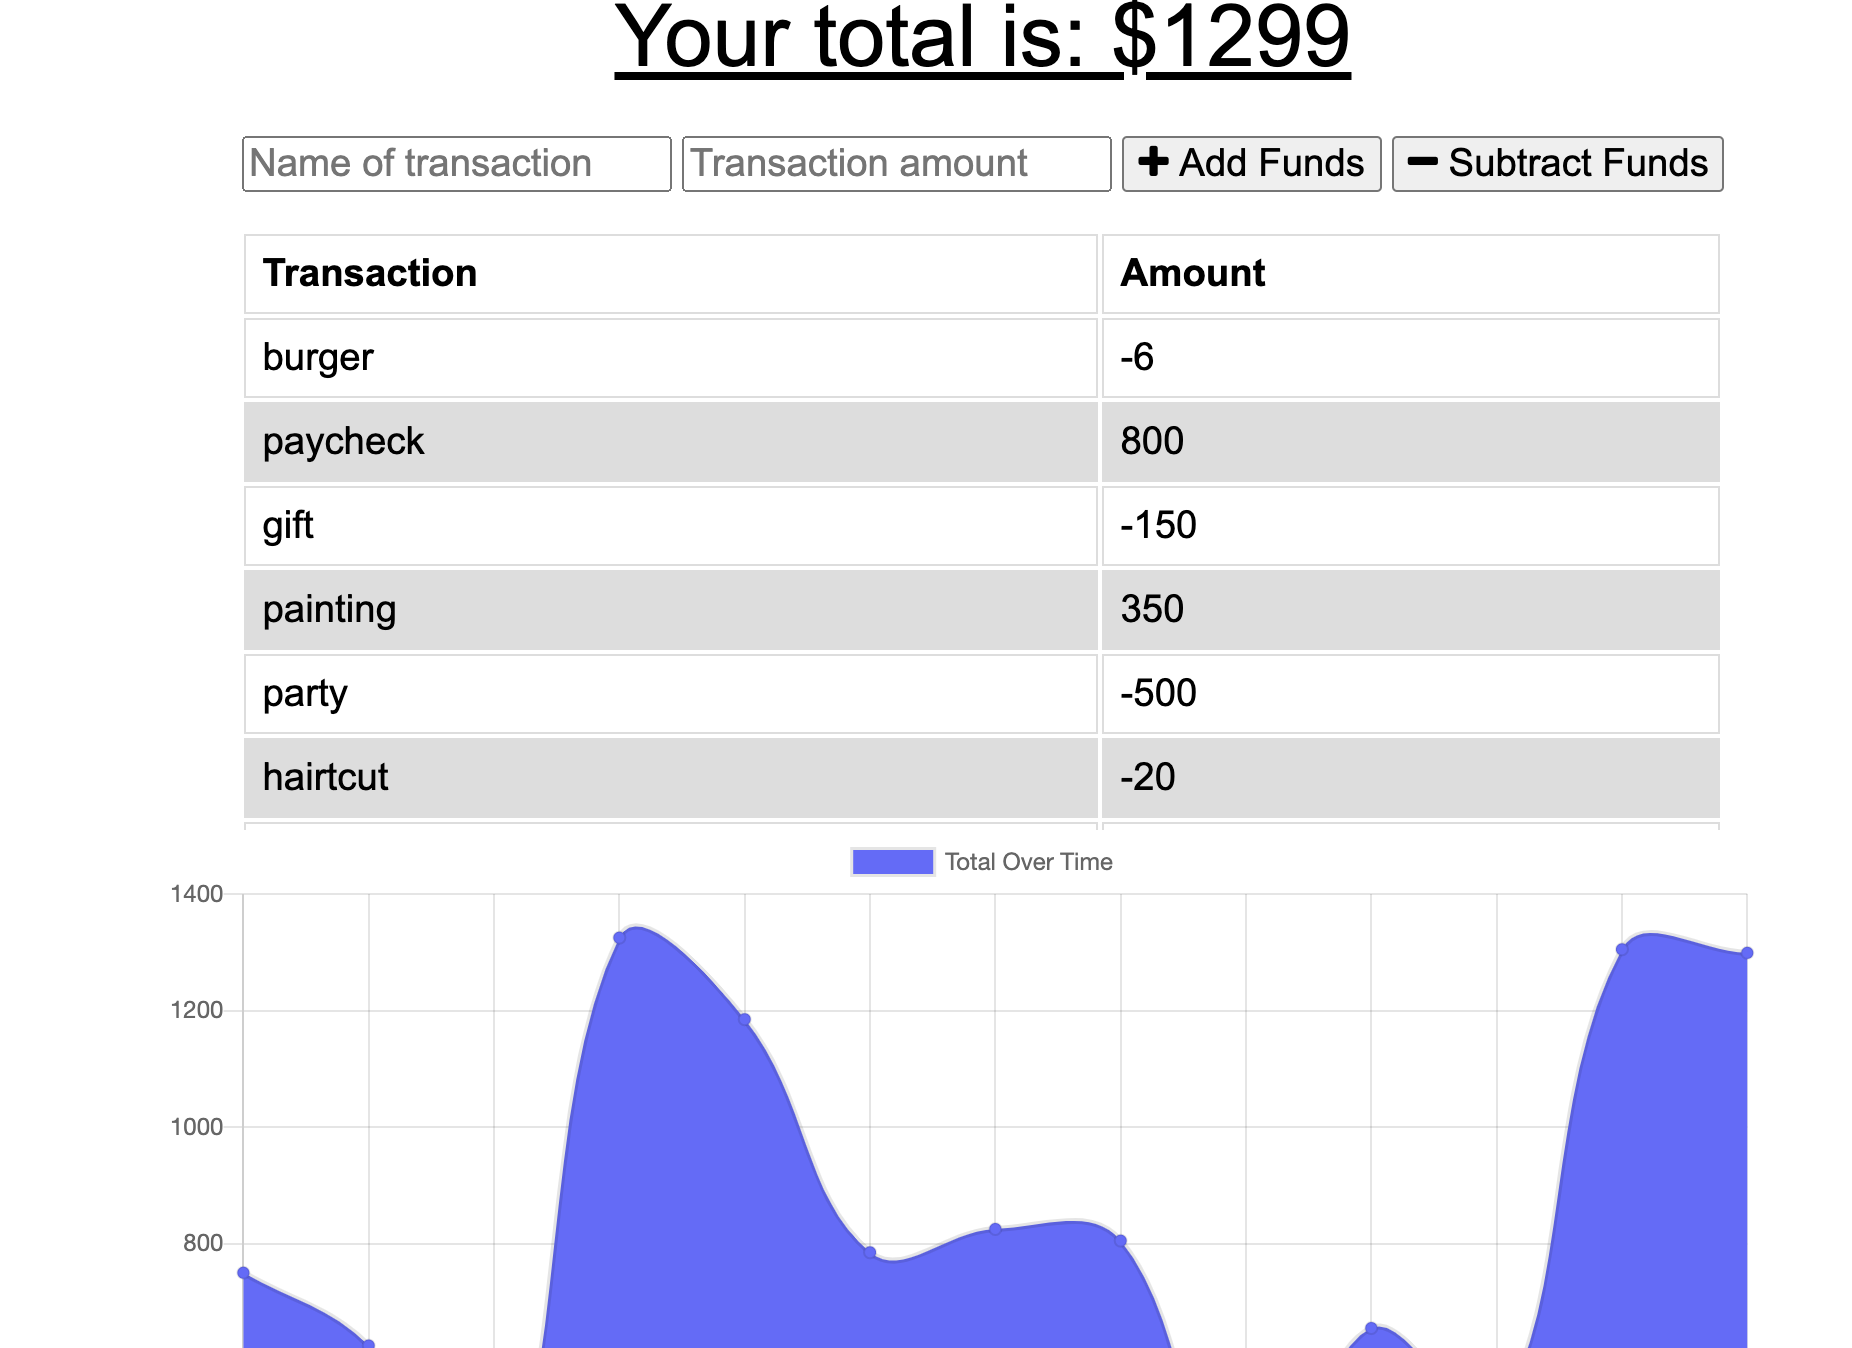 Your total is: $1299
Name of transaction Transaction amount Add Funds Subtract Funds
Transaction Amount
burger -6
paycheck 800
gift -150
painting 350
party -500
hairtcut -20
Total Over Time
1400
1200
1000
800